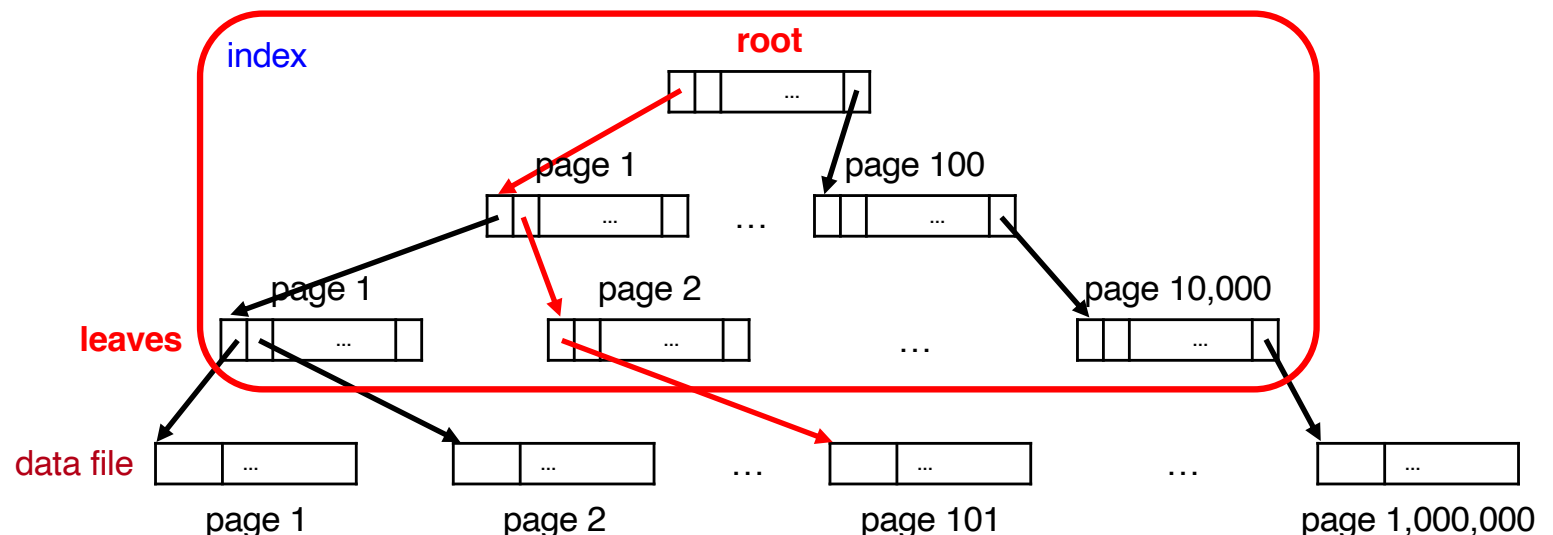 root
index
...
page 1
page 100
...
...
...
page 1
page 2
page 10,000
leaves
...
...
...
...
data file
...
...
...
...
...
...
page 1
page 2
page 101
page 1,000,000